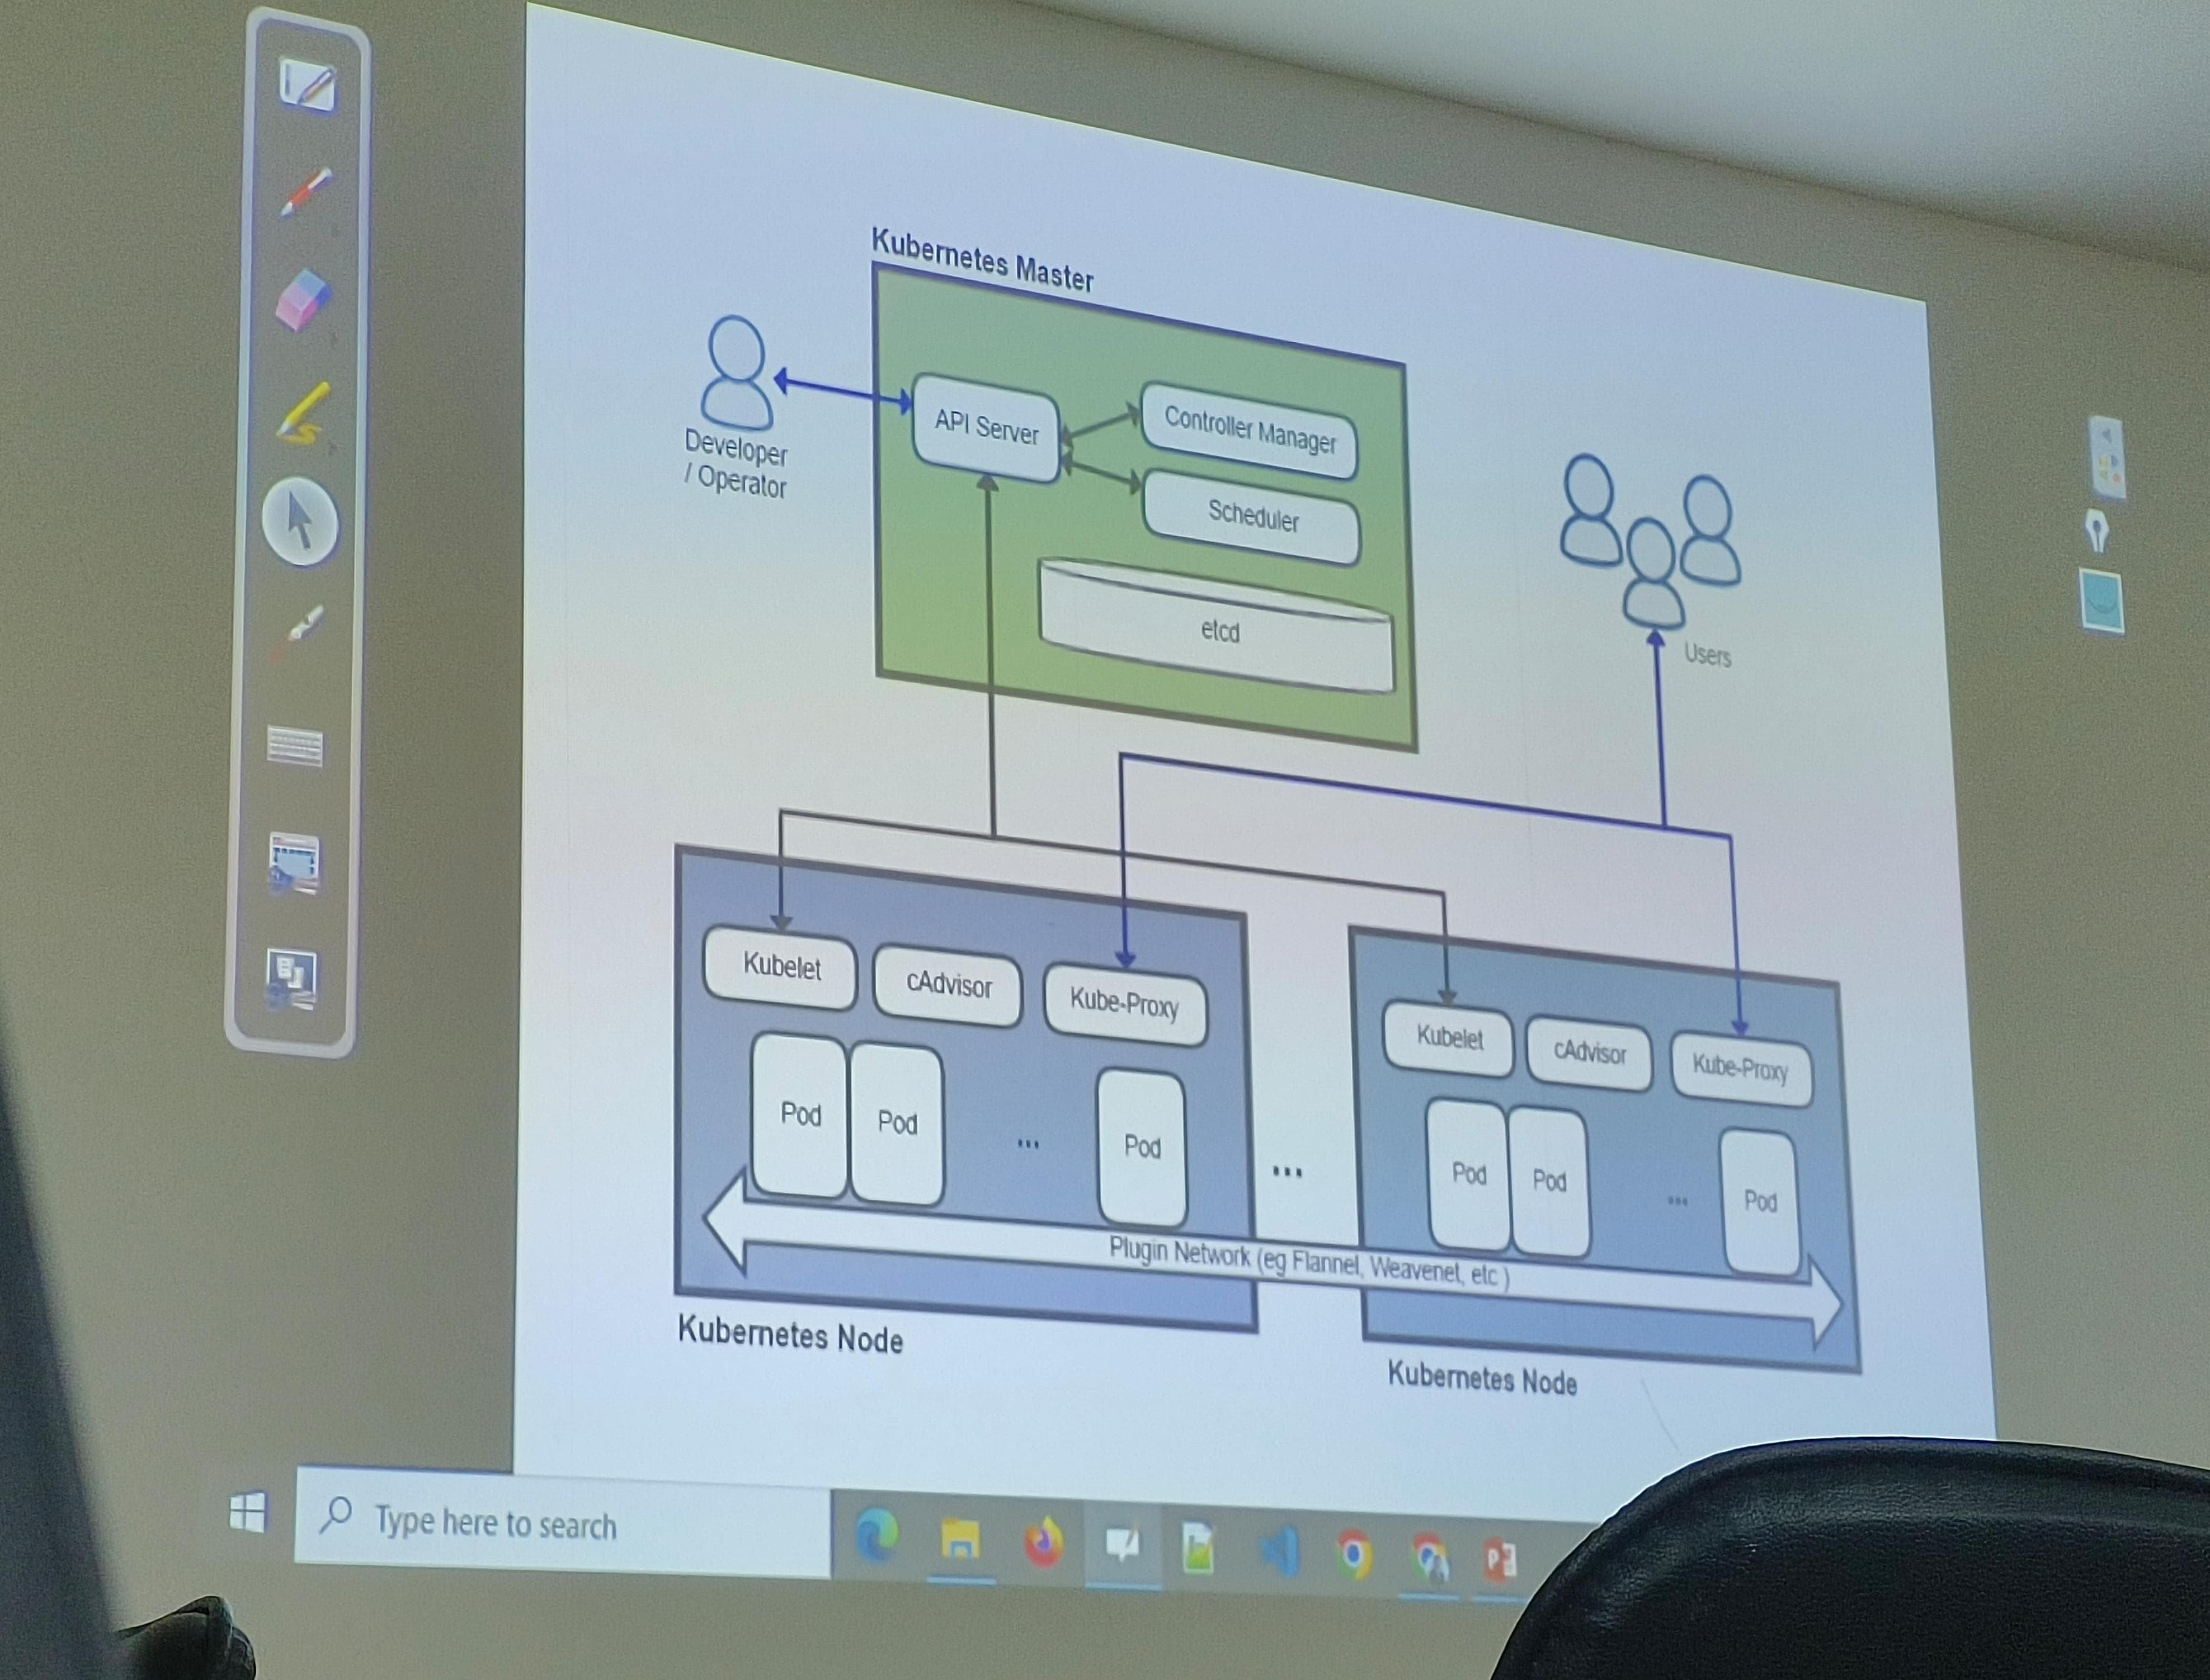 Kubernetes Master
Developer
/ Operator
API Server
Controller Manager
Scheduler
etcd
Users
Kubelet
cAdvisor
Kube-Proxy
Pod
Pod
...
Pod
...
Kubelet
cAdvisor
Kube-Proxy
Pod
Pod
...
Pod
Plugin Network (eg Flannel, Weavenet, etc )
Kubernetes Node
Kubernetes Node
Type here to search